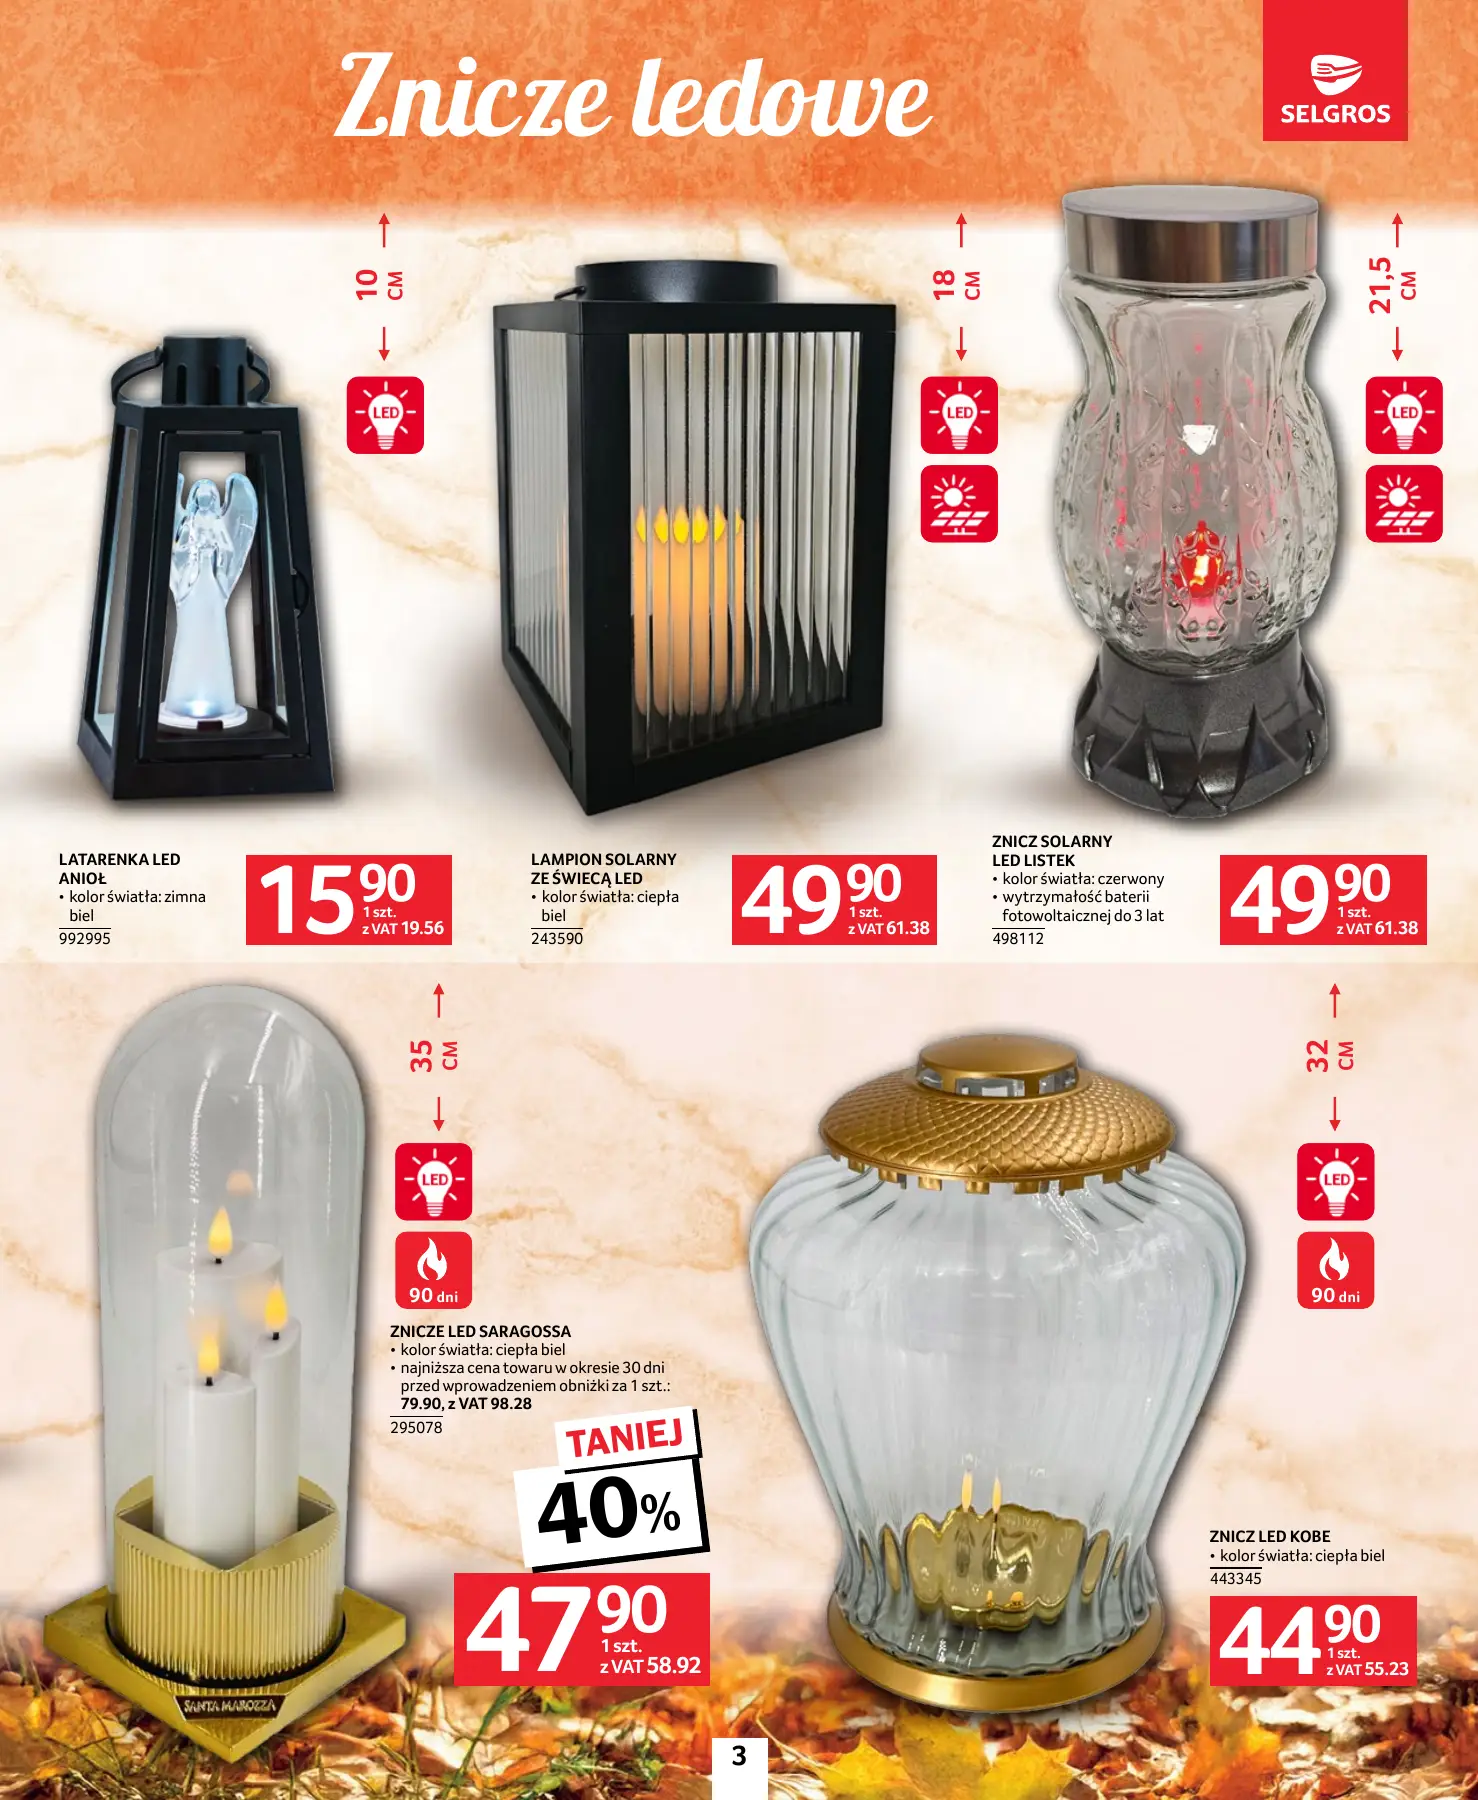 Znicze ledowe
SELGROS
10
CM
LED
18
CM
LED
21,5
CM
LED
LATARENKA LED
ANIOŁ
• kolor światła: zimna
biel
992995
15 90
1 szt.
z VAT 19.56
LAMPION SOLARNY
ZE ŚWIECĄ LED
• kolor światła: ciepła
biel
243590
49 90
1 szt.
z VAT 61.38
ZNICZ SOLARNY
LED LISTEK
• kolor światła: czerwony
• wytrzymałość baterii
fotowoltaicznej do 3 lat
498112
49 90
1 szt.
z VAT 61.38
35
CM
LED
90 dni
ZNICZE LED SARAGOSSA
• kolor światła: ciepła biel
• najniższa cena towaru w okresie 30 dni
przed wprowadzeniem obniżki za 1 szt.:
79.90, z VAT 98.28
295078
TANIEJ
40%
47 90
1 szt.
z VAT 58.92
SANTA MAROZZA
32
CM
LED
90 dni
ZNICZ LED KOBE
• kolor światła: ciepła biel
443345
44 90
1 szt.
z VAT 55.23
3